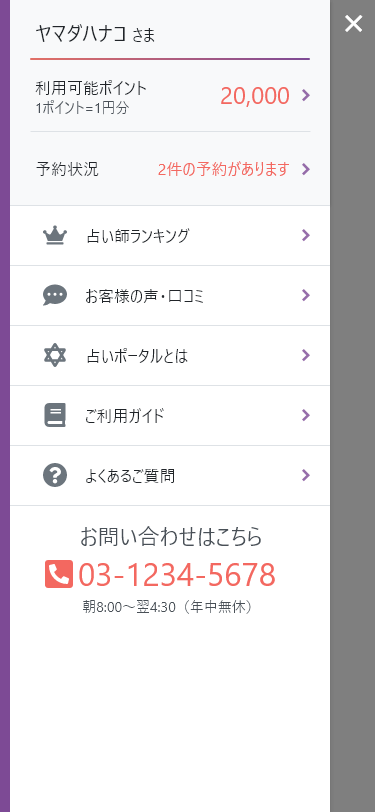 ヤマダハナコ さま
利用可能ポイント
1ポイント=1円分
20,000
予約状況
2件の予約があります
占い師ランキング
お客様の声・口コミ
占いポータルとは
ご利用ガイド
よくあるご質問
お問い合わせはこちら
03-1234-5678
朝8:00～翌4:30（年中無休）